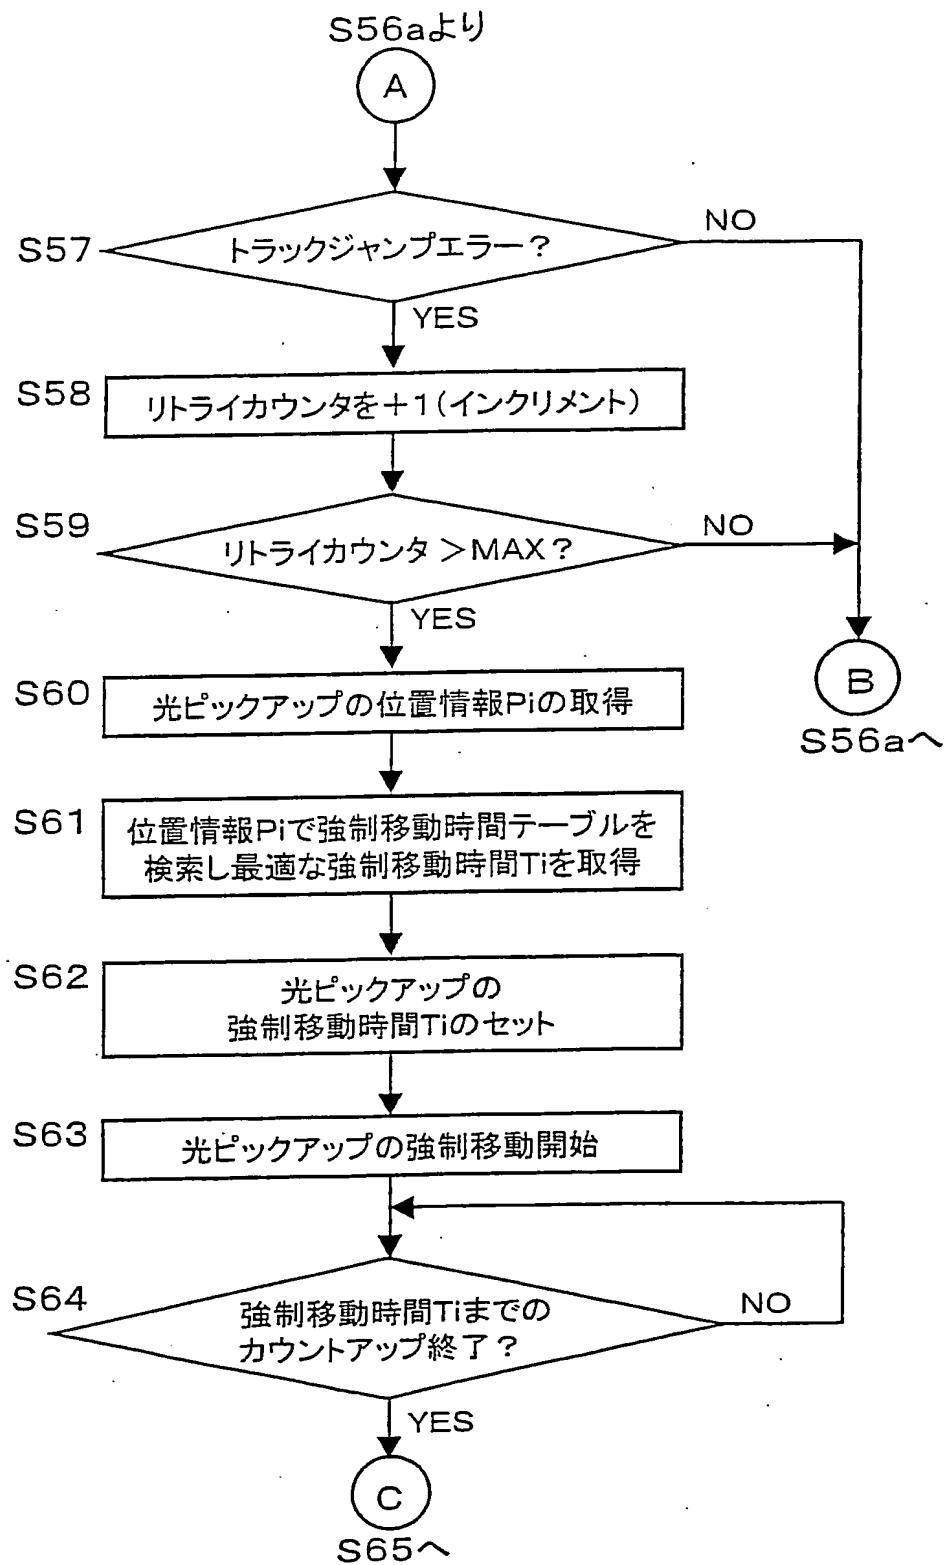 S56aより
A
S57
トラックジャンプエラー？
NO
YES
S58
リトライカウンタを＋1（インクリメント）
S59
リトライカウンタ＞MAX？
NO
YES
S60
光ピックアップの位置情報Piの取得
B
S56aへ
S61
位置情報Piで強制移動時間テーブルを
検索し最適な強制移動時間Tiを取得
S62
光ピックアップの
強制移動時間Tiのセット
S63
光ピックアップの強制移動開始
S64
強制移動時間Tiまでの
カウントアップ終了？
NO
YES
C
S65へ